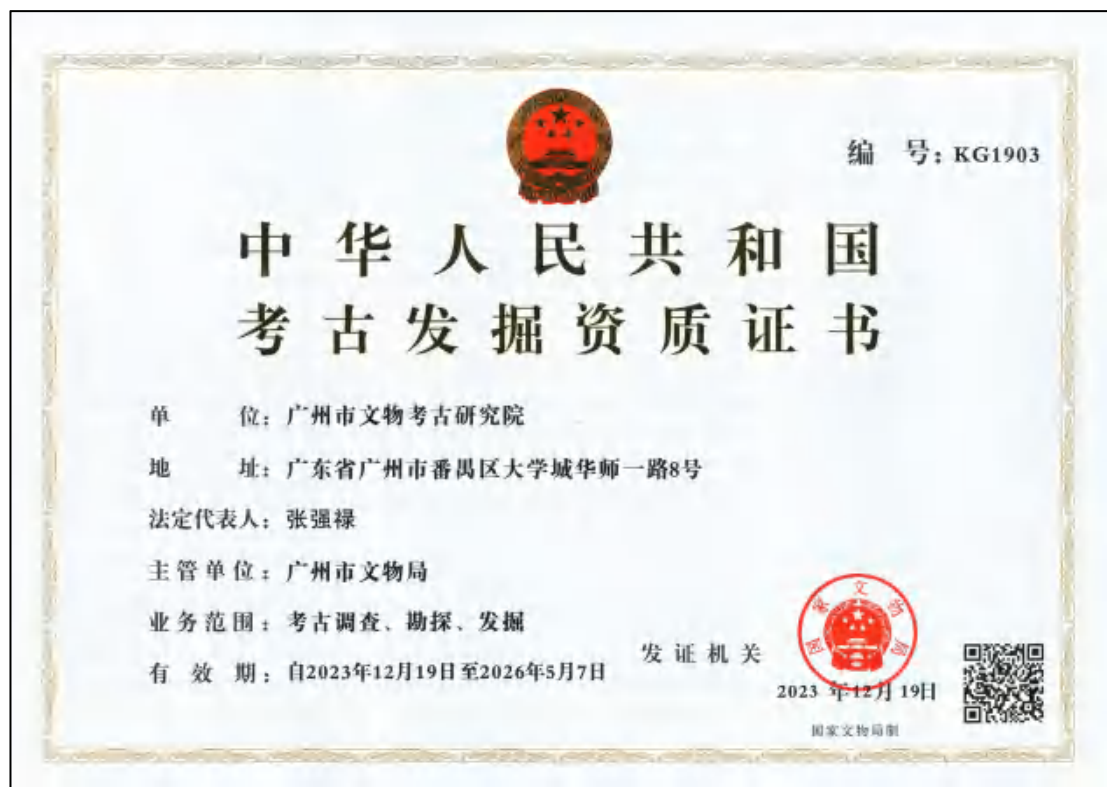 编 号：KG1903
中华人民共和国
考古发掘资质证书
单 位：广州市文物考古研究院
地 址：广东省广州市番禺区大学城华师一路8号
法定代表人：张强禄
主管单位：广州市文物局
业务范围：考古调查、勘探、发掘
有 效 期：自2023年12月19日至2026年5月7日
发证机关
国家文物局
2023 年12月 19日
国家文物局制